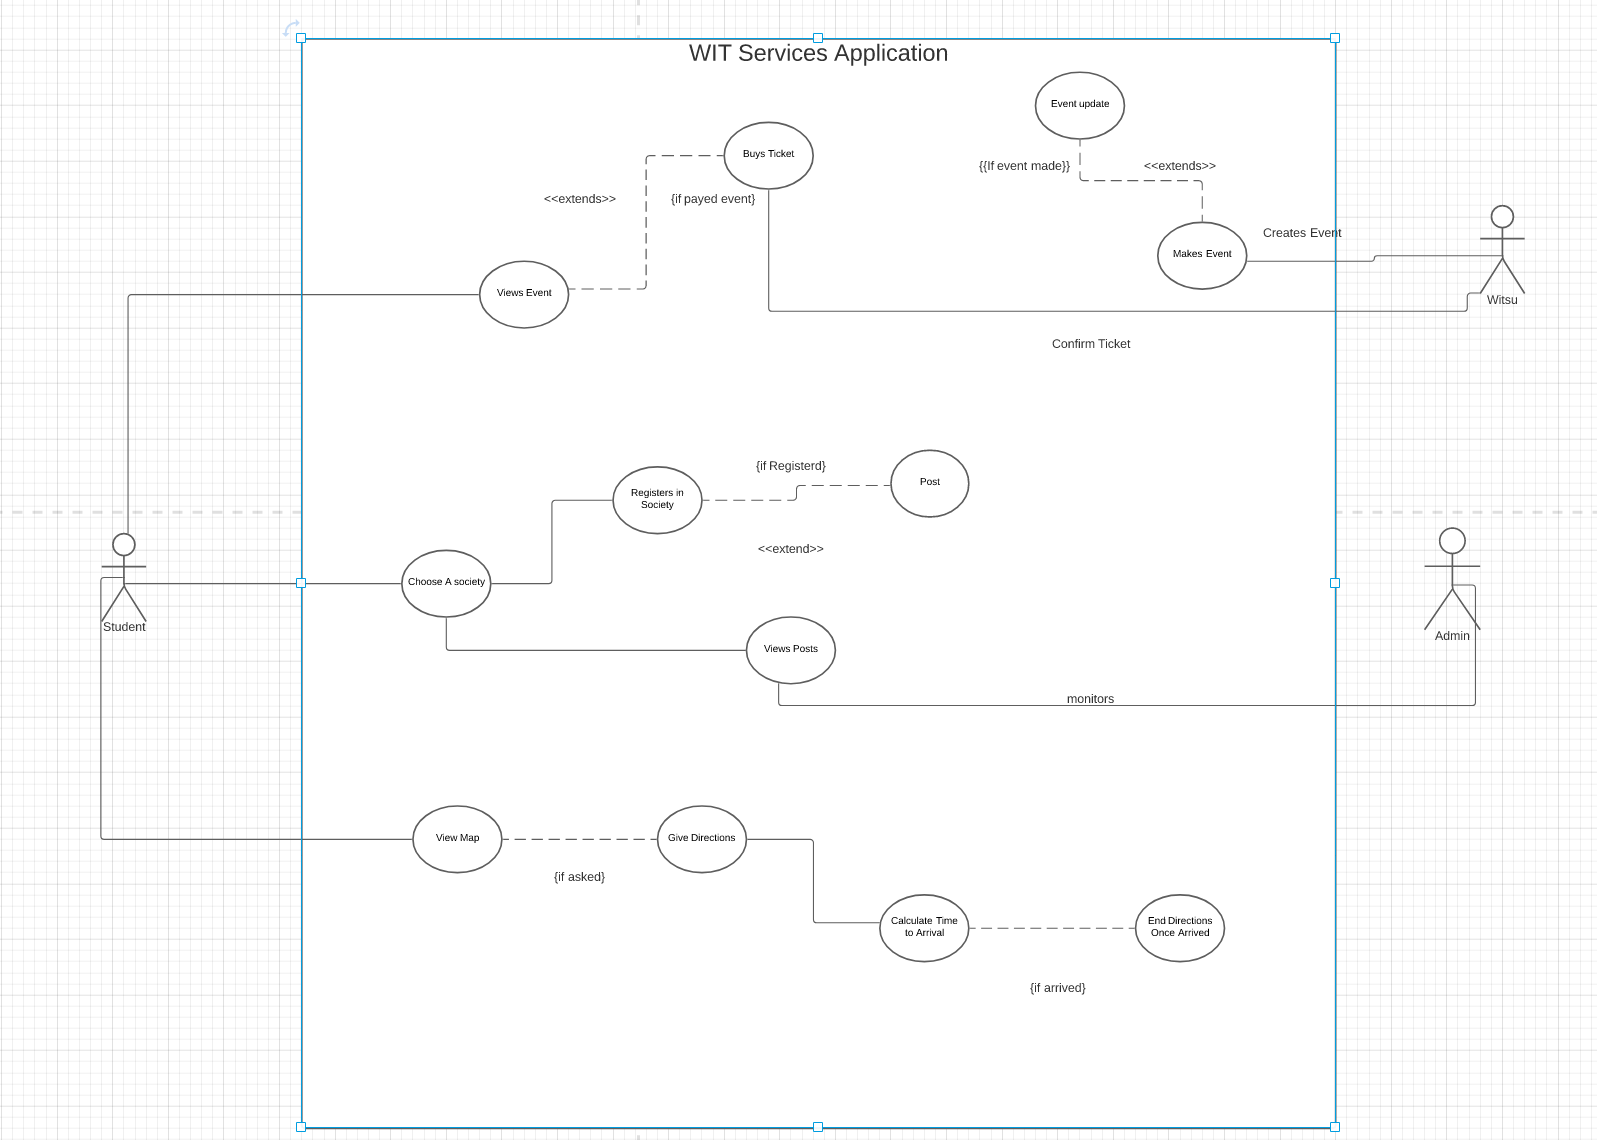 WIT Services Application
Event update
Buys Ticket
{{If event made}}
<<extends>>
<<extends>>
{if payed event}
Creates Event
Makes Event
Views Event
Witsu
Confirm Ticket
{if Registerd}
Registers in
Society
Post
<<extend>>
Choose A society
Student
Admin
Views Posts
monitors
View Map
Give Directions
{if asked}
Calculate Time
to Arrival
End Directions
Once Arrived
{if arrived}